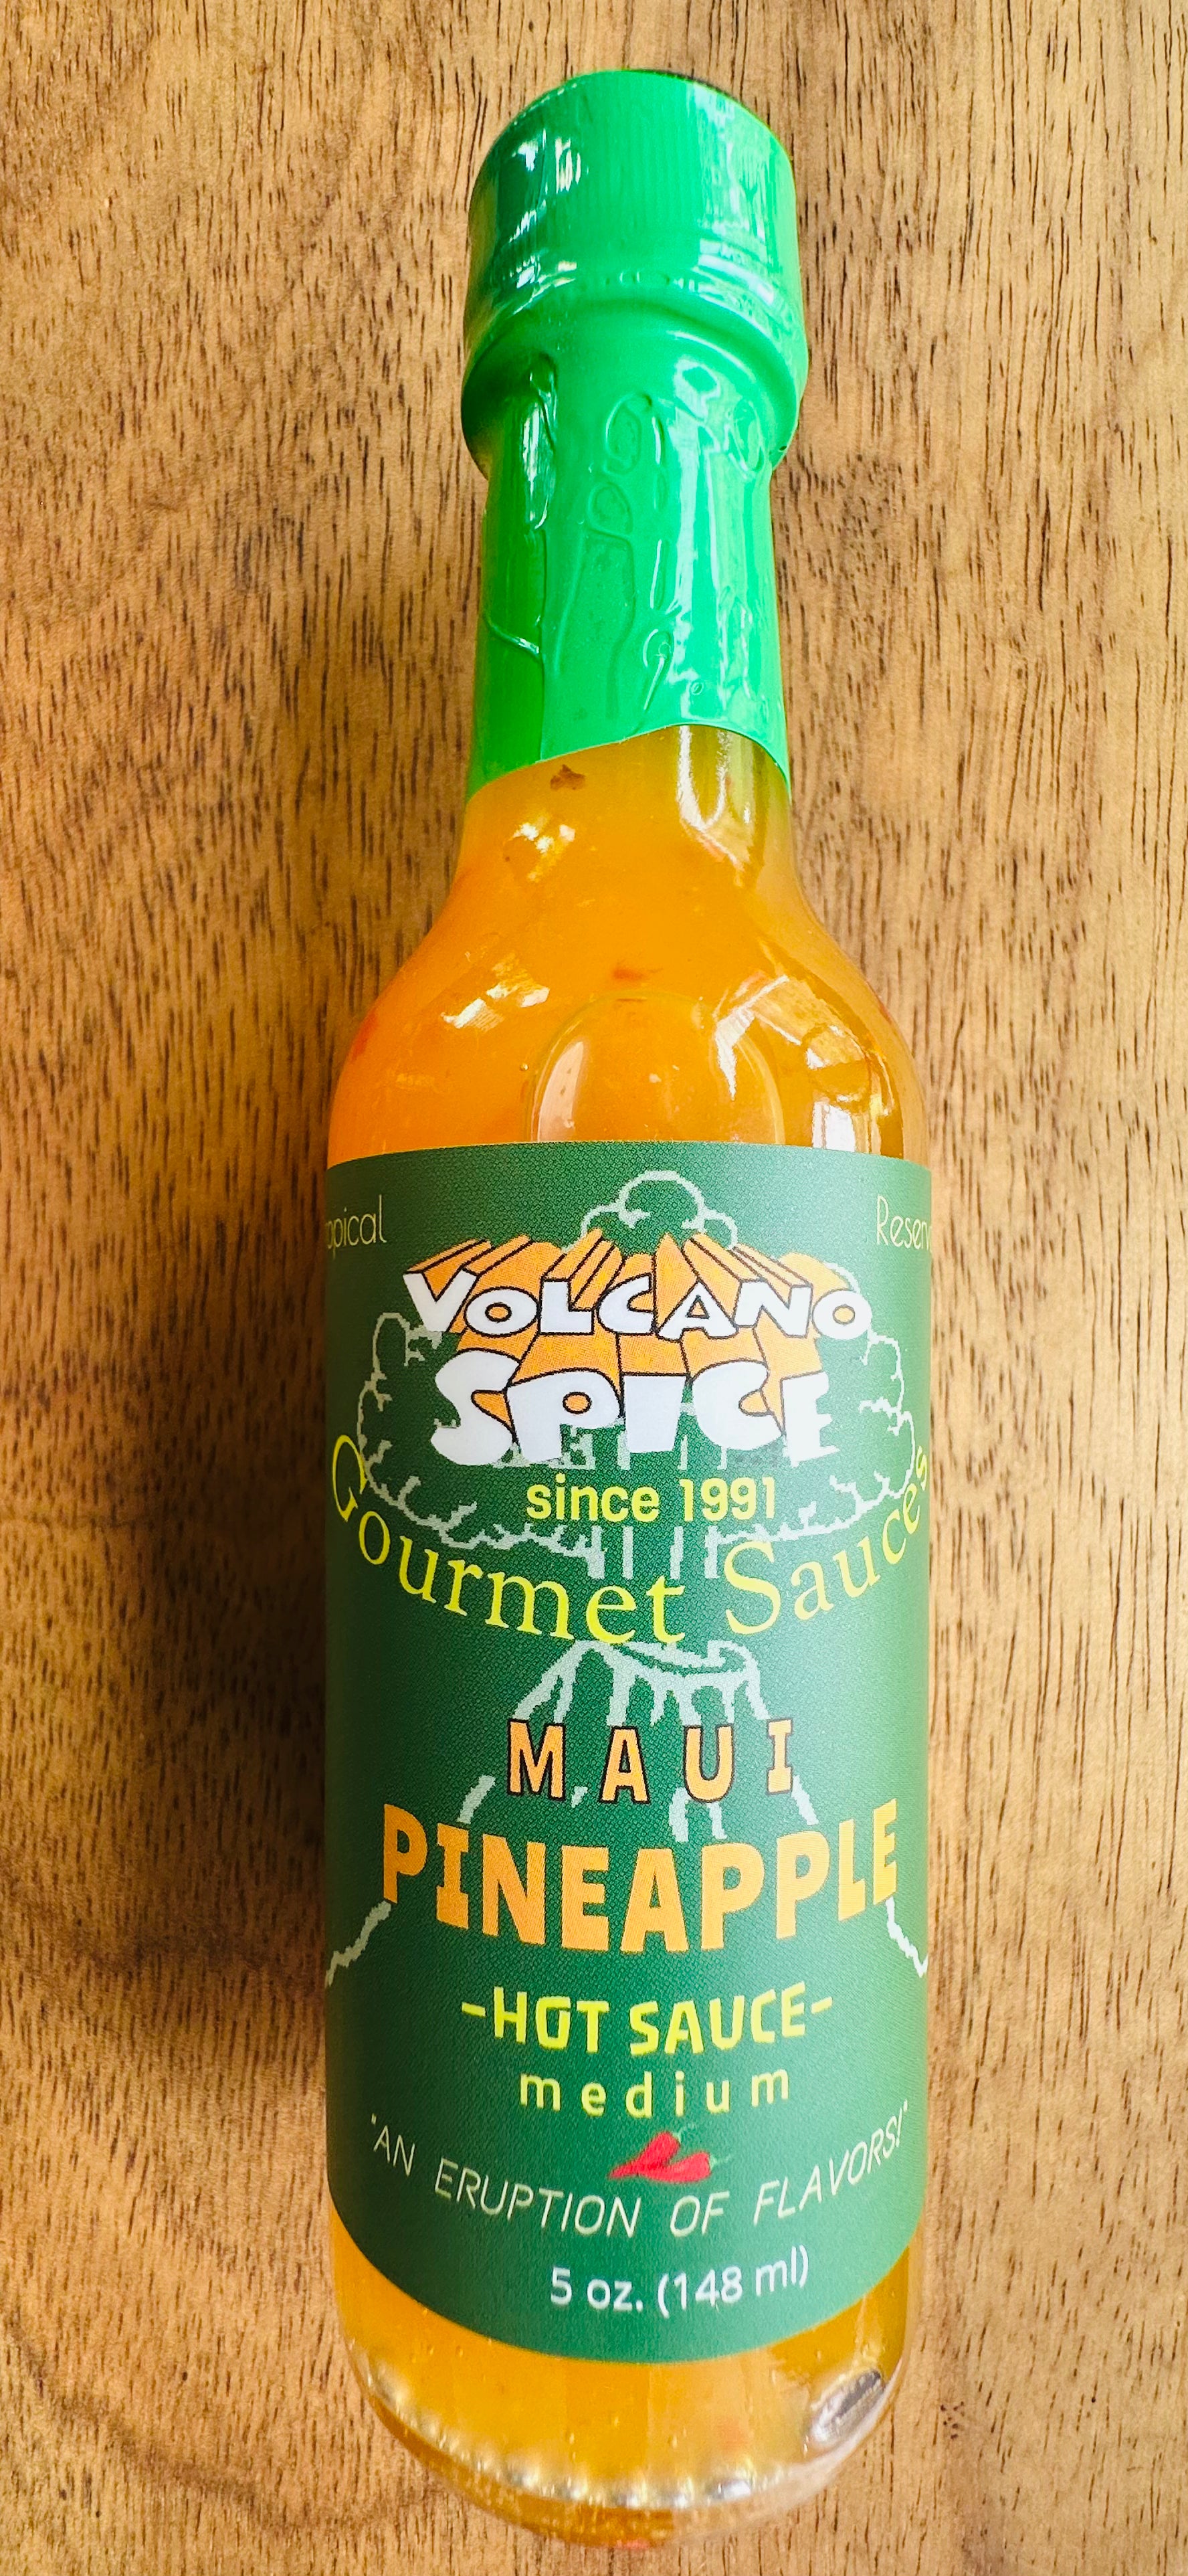 Volcano
Spice
since 1991
Gourmet Sauces
MAUI
PINEAPPLE
-HOT SAUCE-
medium
"AN ERUPTION OF FLAVORS!"
5 oz. (148 ml)